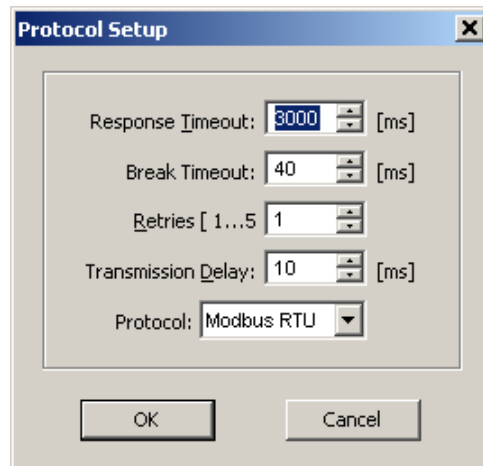 Protocol Setup
Response Timeout: 3000 [ms]
Break Timeout: 40 [ms]
Retries [ 1...5 1
Transmission Delay: 10 [ms]
Protocol: Modbus RTU
OK Cancel